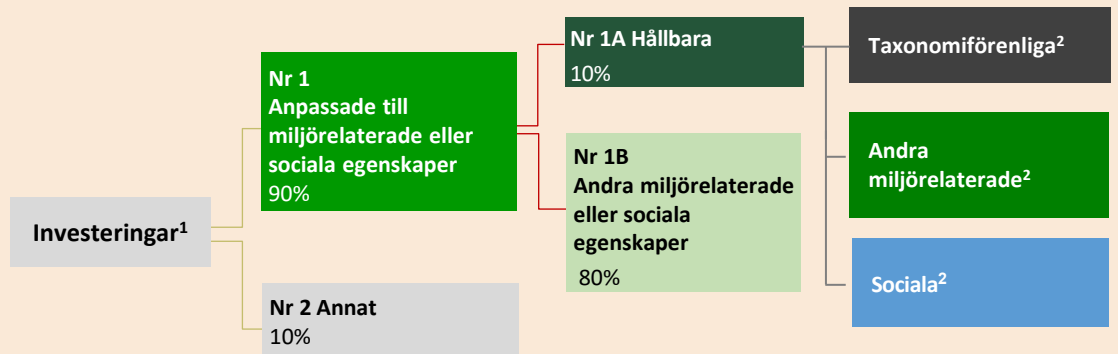 Investeringar¹
Nr 1
Anpassade till
miljörelaterade eller
sociala egenskaper
90%
Nr 2 Annat
10%
Nr 1A Hållbara
10%
Nr 1B
Andra miljörelaterade
eller sociala
egenskaper
80%
Taxonomiförenliga²
Andra
miljörelaterade²
Sociala²